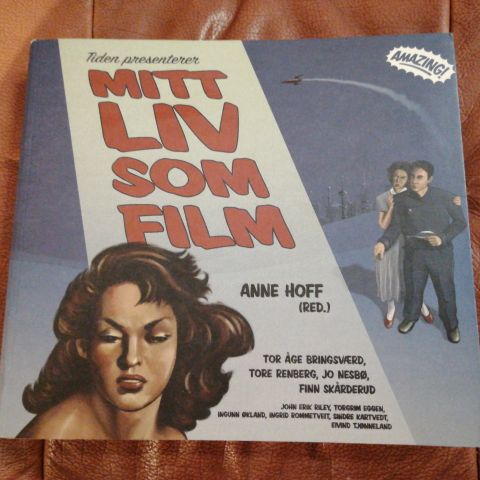 Tiden presenterer
AMAZING!
MITT
LIV
SOM
FILM
ANNE HOFF
(RED.)
TOR ÅGE BRINGSVÆRD,
TORE RENBERG, JO NESBØ,
FINN SKÅRDERUD
JOHN ERIK RILEY, TORGRIM EGGEN,
INGUNN ØKLAND, INGRID ROMMETVEIT, SINDRE KARTVEDT,
EIVIND TJØNNELAND